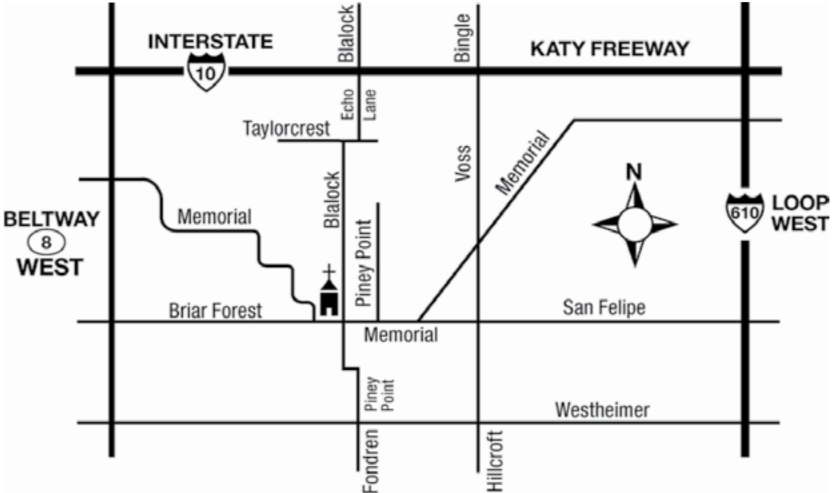 INTERSTATE
10
Blalock
Bingle
KATY FREEWAY
Echo
Lane
Taylorcrest
Voss
Memorial
N
610
LOOP
WEST
BELTWAY
8
WEST
Memorial
Blalock
Piney Point
Briar Forest
Memorial
San Felipe
Piney
Point
Westheimer
Fondren
Hillcroft